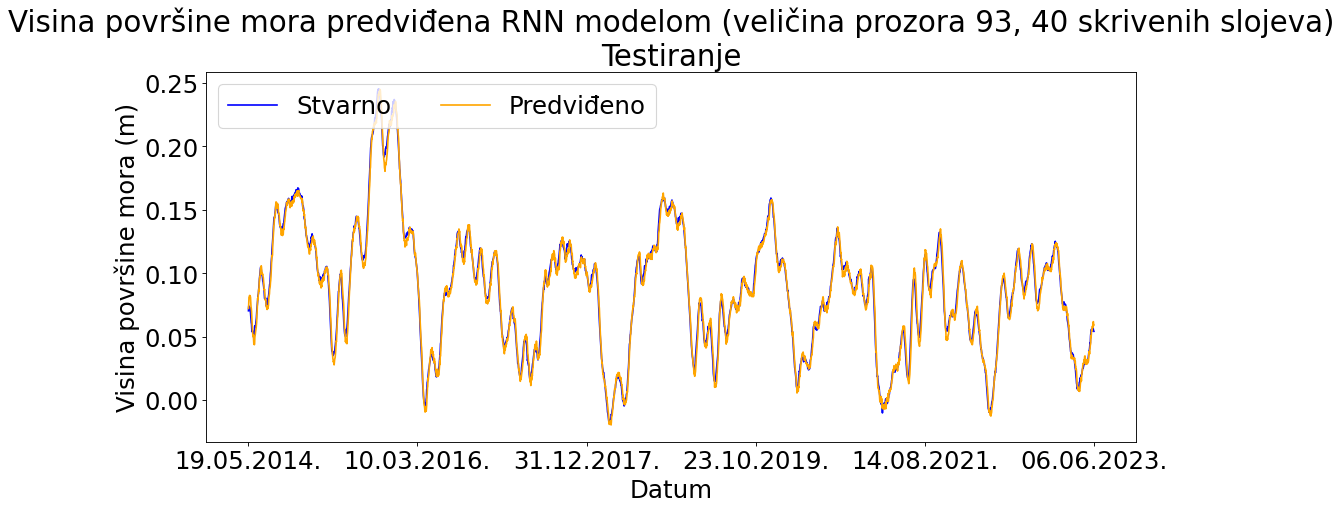 Visina površine mora predviđena RNN modelom (veličina prozora 93, 40 skrivenih slojeva)
Testiranje
Stvarno Predviđeno
Visina površine mora (m)
0.25
0.20
0.15
0.10
0.05
0.00
19.05.2014. 10.03.2016. 31.12.2017. 23.10.2019. 14.08.2021. 06.06.2023.
Datum